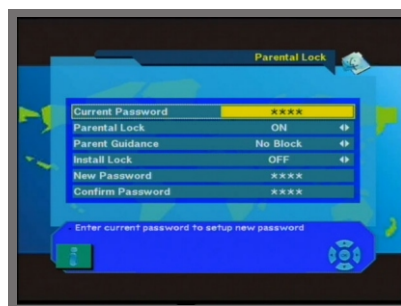 Parental Lock
Current Password ****
Parental Lock ON
Parent Guidance No Block
Install Lock OFF
New Password ****
Confirm Password ****
Enter current password to setup new password